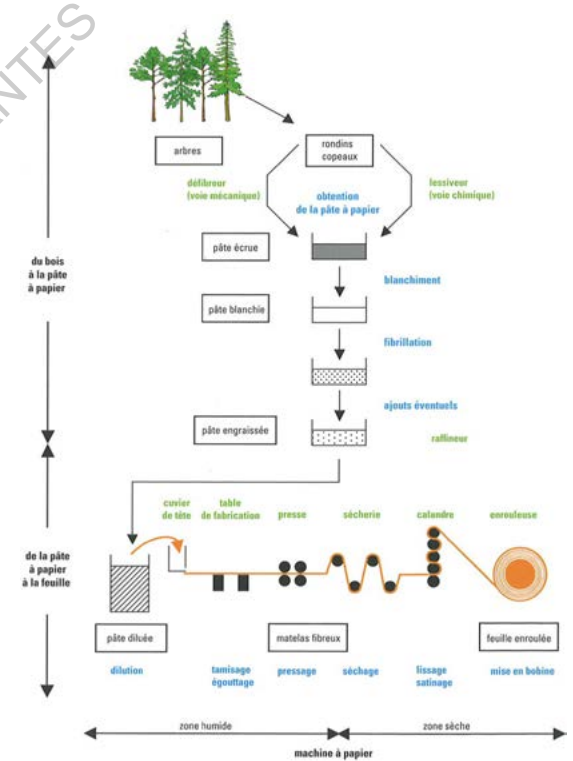 ANTES
arbres
rondins
copeaux
défibreur
(voie mécanique)
obtention
de la pâte à papier
lessiveur
(voie chimique)
du bois
à la pâte
à papier
pâte écrue
blanchiment
pâte blanchie
fibrillation
ajouts éventuels
pâte engraissée
raffineur
de la pâte
à papier
à la feuille
cuvier
de tête
table
de fabrication
presse
sécherie
calandre
enrouleuse
pâte diluée
matelas fibreux
feuille enroulée
dilution
tamisage
égouttage
pressage
séchage
lissage
satinage
mise en bobine
zone humide
zone sèche
machine à papier